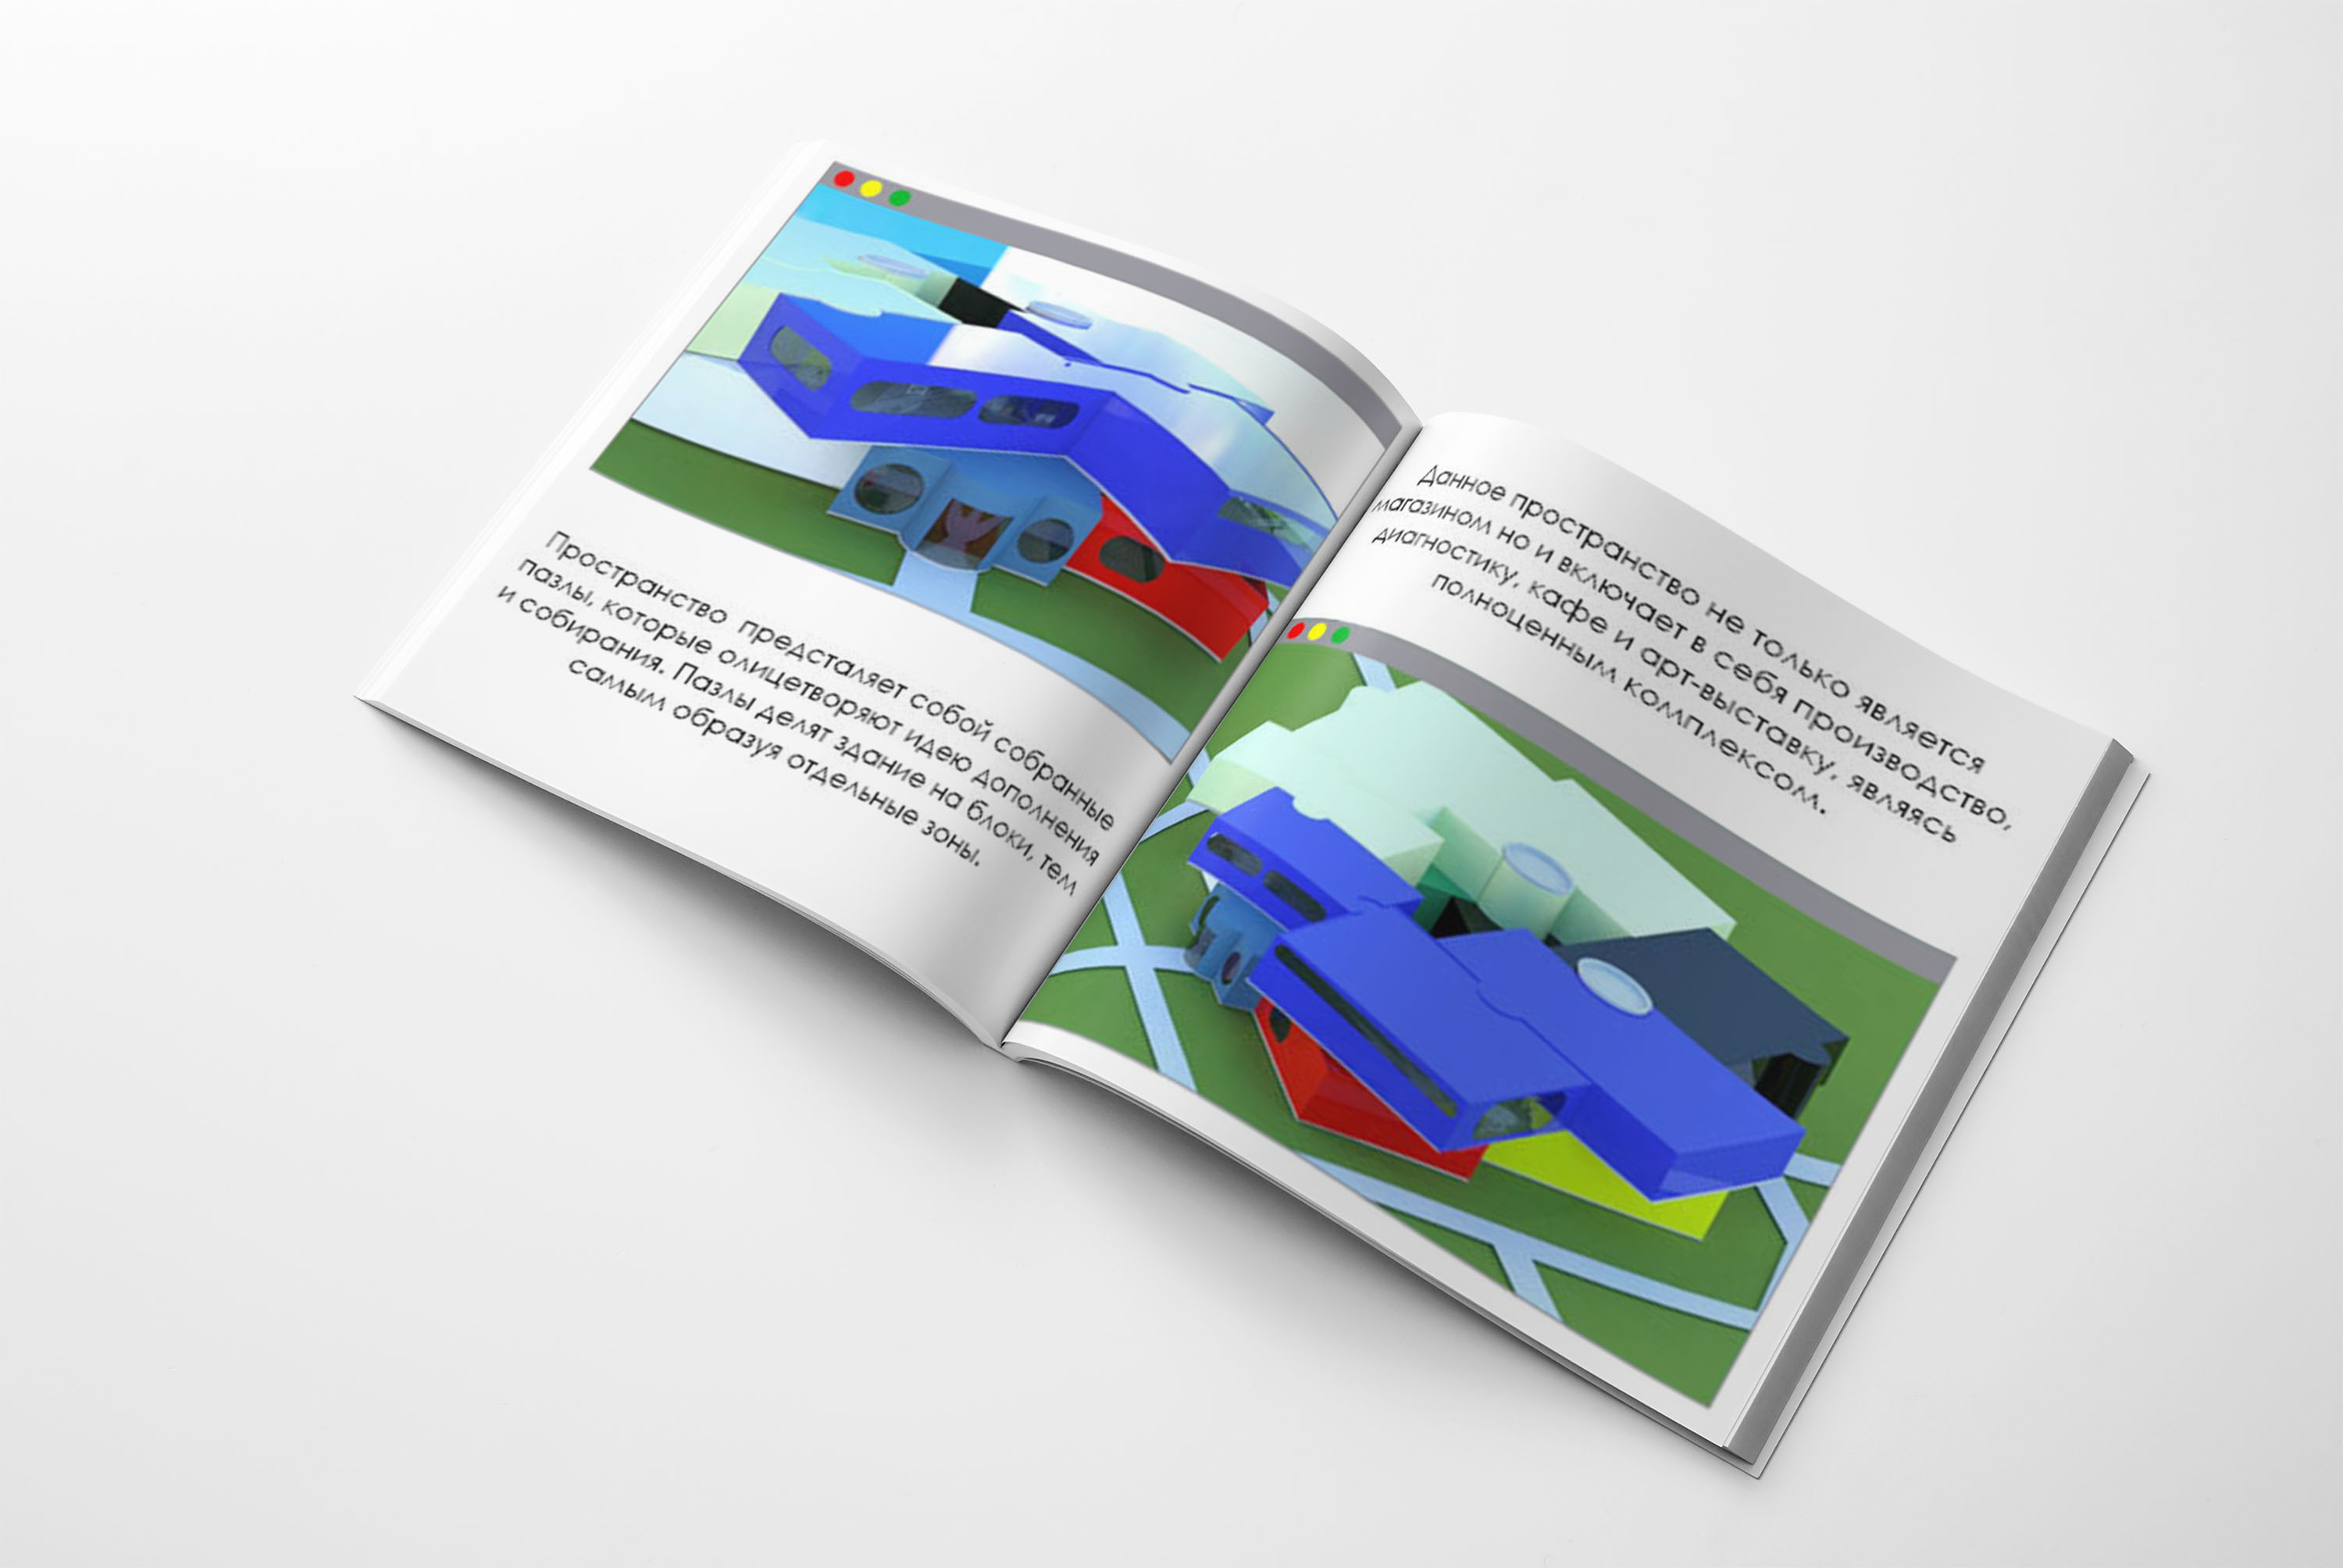 Пространство предсталяет собой собранные
пазлы, которые олицетворяют идею дополнения
и собирания. Пазлы делят здание на блоки, тем
самым образуя отдельные зоны.
Данное пространство не только является
магазином но и включает в себя производство,
диагностику, кафе и арт-выставку, являясь
полноценным комплексом.